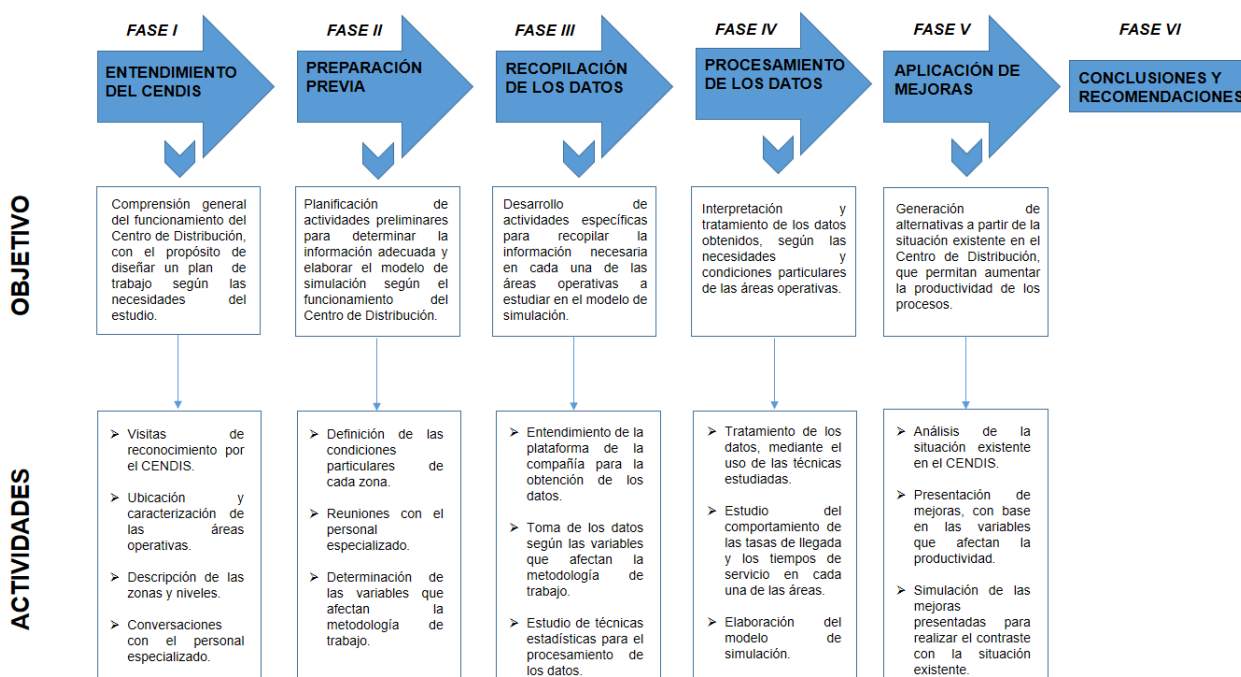 FASE I
FASE II
FASE III
FASE IV
FASE V
FASE VI
ENTENDIMIENTO
DEL CENDIS
PREPARACIÓN
PREVIA
RECOPILACIÓN
DE LOS DATOS
PROCESAMIENTO
DE LOS DATOS
APLICACIÓN DE
MEJORAS
CONCLUSIONES Y
RECOMENDACIONES
OBJETIVO
Comprensión general
del funcionamiento del
Centro de Distribución,
con el propósito de
diseñar un plan de
trabajo según las
necesidades del
estudio.
Planificación de
actividades preliminares
para determinar la
información adecuada y
elaborar el modelo de
simulación según el
funcionamiento del
Centro de Distribución.
Desarrollo de
actividades específicas
para recopilar la
información necesaria
en cada una de las
áreas operativas a
estudiar en el modelo de
simulación.
Interpretación y
tratamiento de los datos
obtenidos, según las
necesidades y
condiciones particulares
de las áreas operativas.
Generación de
alternativas a partir de la
situación existente en el
Centro de Distribución,
que permitan aumentar
la productividad de los
procesos.
ACTIVIDADES
➢ Visitas de
reconocimiento por
el CENDIS.
➢ Ubicación y
caracterización de
las áreas
operativas.
➢ Descripción de las
zonas y niveles.
➢ Conversaciones
con el personal
especializado.
➢ Definición de las
condiciones
particulares de
cada zona.
➢ Reuniones con el
personal
especializado.
➢ Determinación de
las variables que
afectan la
metodología de
trabajo.
➢ Entendimiento de la
plataforma de la
compañía para la
obtención de los
datos.
➢ Toma de los datos
según las variables
que afectan la
metodología de
trabajo.
➢ Estudio de técnicas
estadísticas para el
procesamiento de
los datos.
➢ Tratamiento de los
datos, mediante el
uso de las técnicas
estudiadas.
➢ Estudio del
comportamiento de
las tasas de llegada
y los tiempos de
servicio en cada
una de las áreas.
➢ Elaboración del
modelo de
simulación.
➢ Análisis de la
situación existente
en el CENDIS.
➢ Presentación de
mejoras, con base
en las variables
que afectan la
productividad.
➢ Simulación de las
mejoras
presentadas para
realizar el contraste
con la situación
existente.